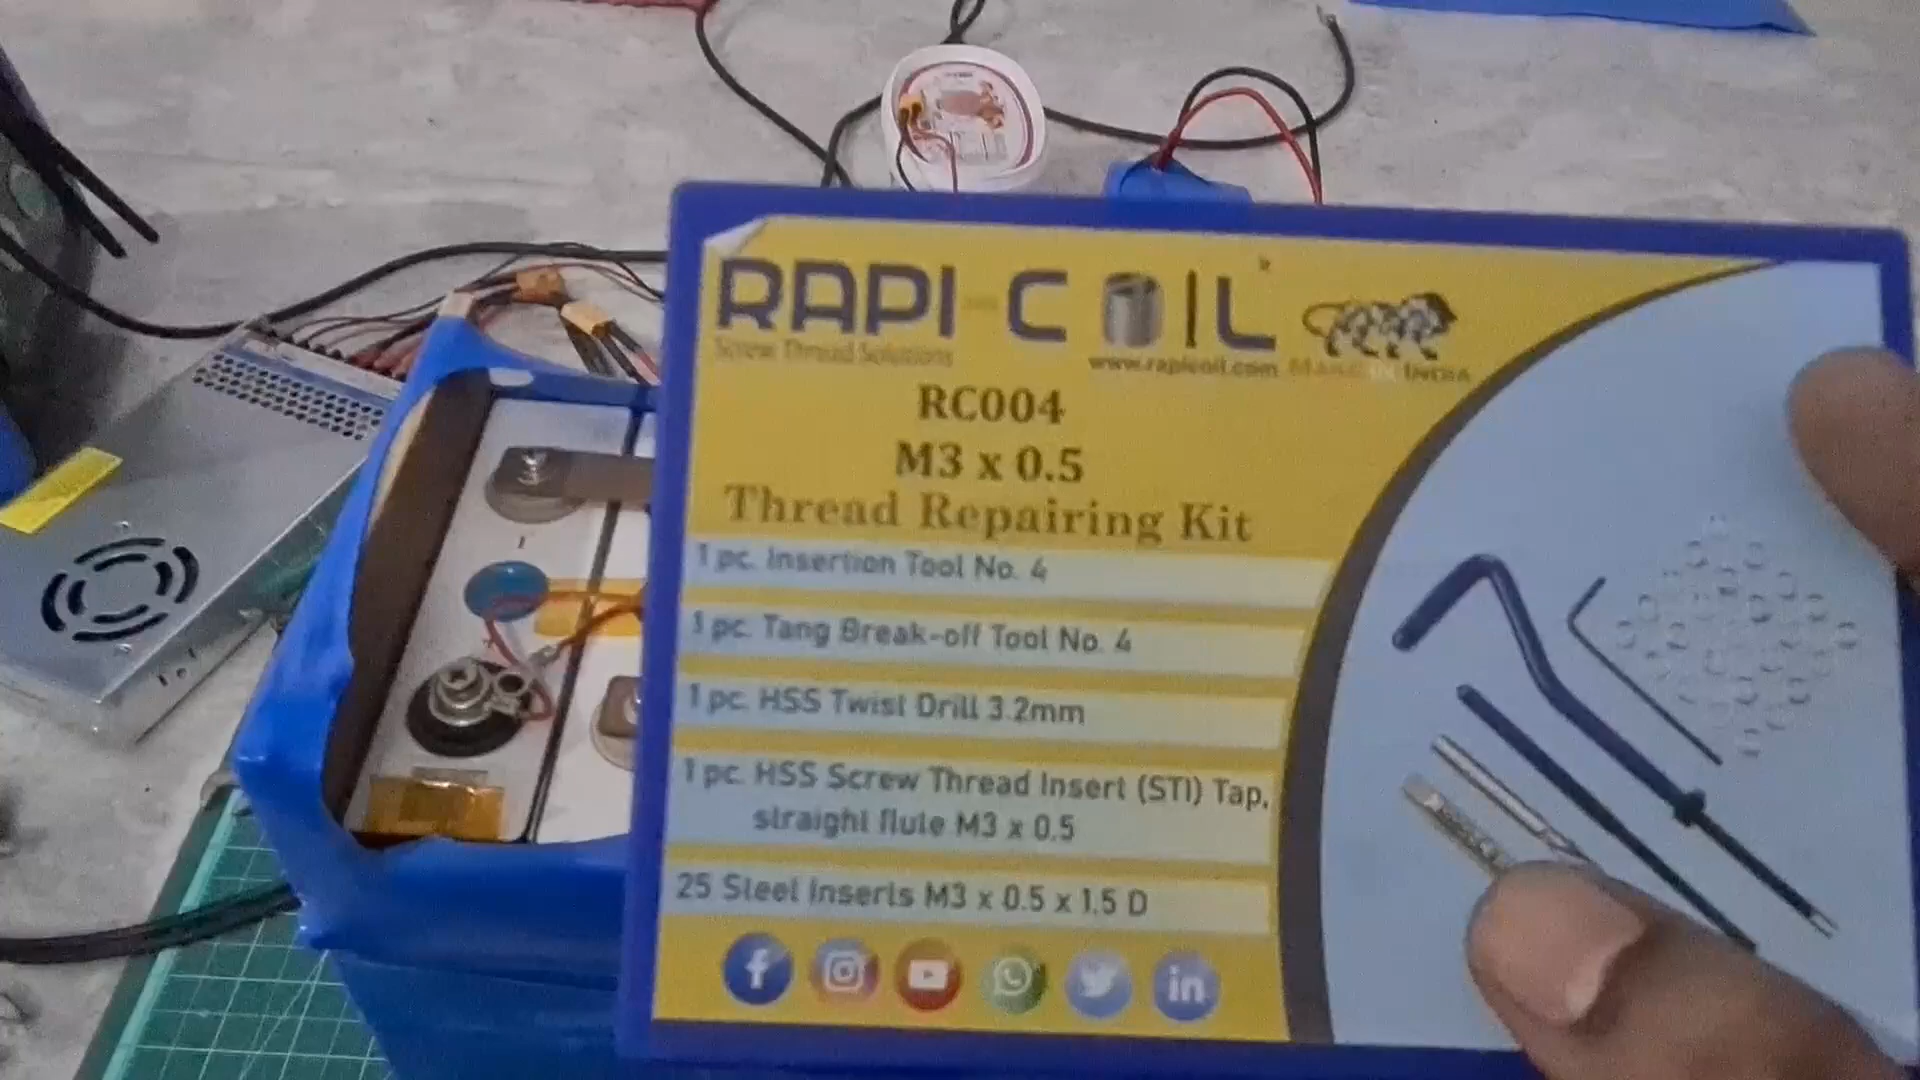 RAPI-COIL
Screw Thread Solutions
www.rapicoil.com MAKE IN INDIA
RC004
M3 x 0.5
Thread Repairing Kit
1 pc. Insertion Tool No. 4
1 pc. Tang Break-off Tool No. 4
1 pc. HSS Twist Drill 3.2mm
1 pc. HSS Screw Thread Insert (STI) Tap,
straight flute M3 x 0.5
25 Steel Inserts M3 x 0.5 x 1.5 D
in